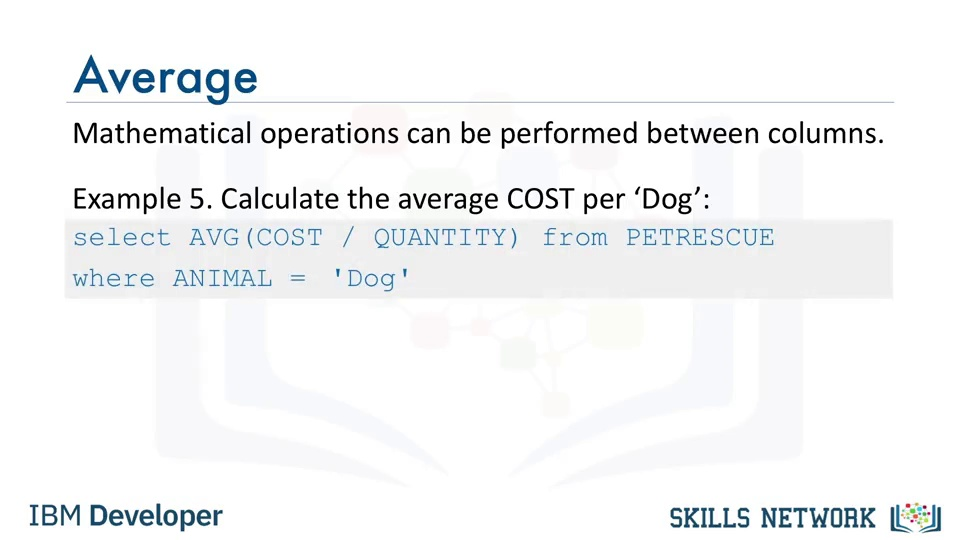 Average
Mathematical operations can be performed between columns.
Example 5. Calculate the average COST per ‘Dog’:
select AVG(COST / QUANTITY) from PETRESCUE
where ANIMAL = 'Dog'
IBM Developer
SKILLS NETWORK